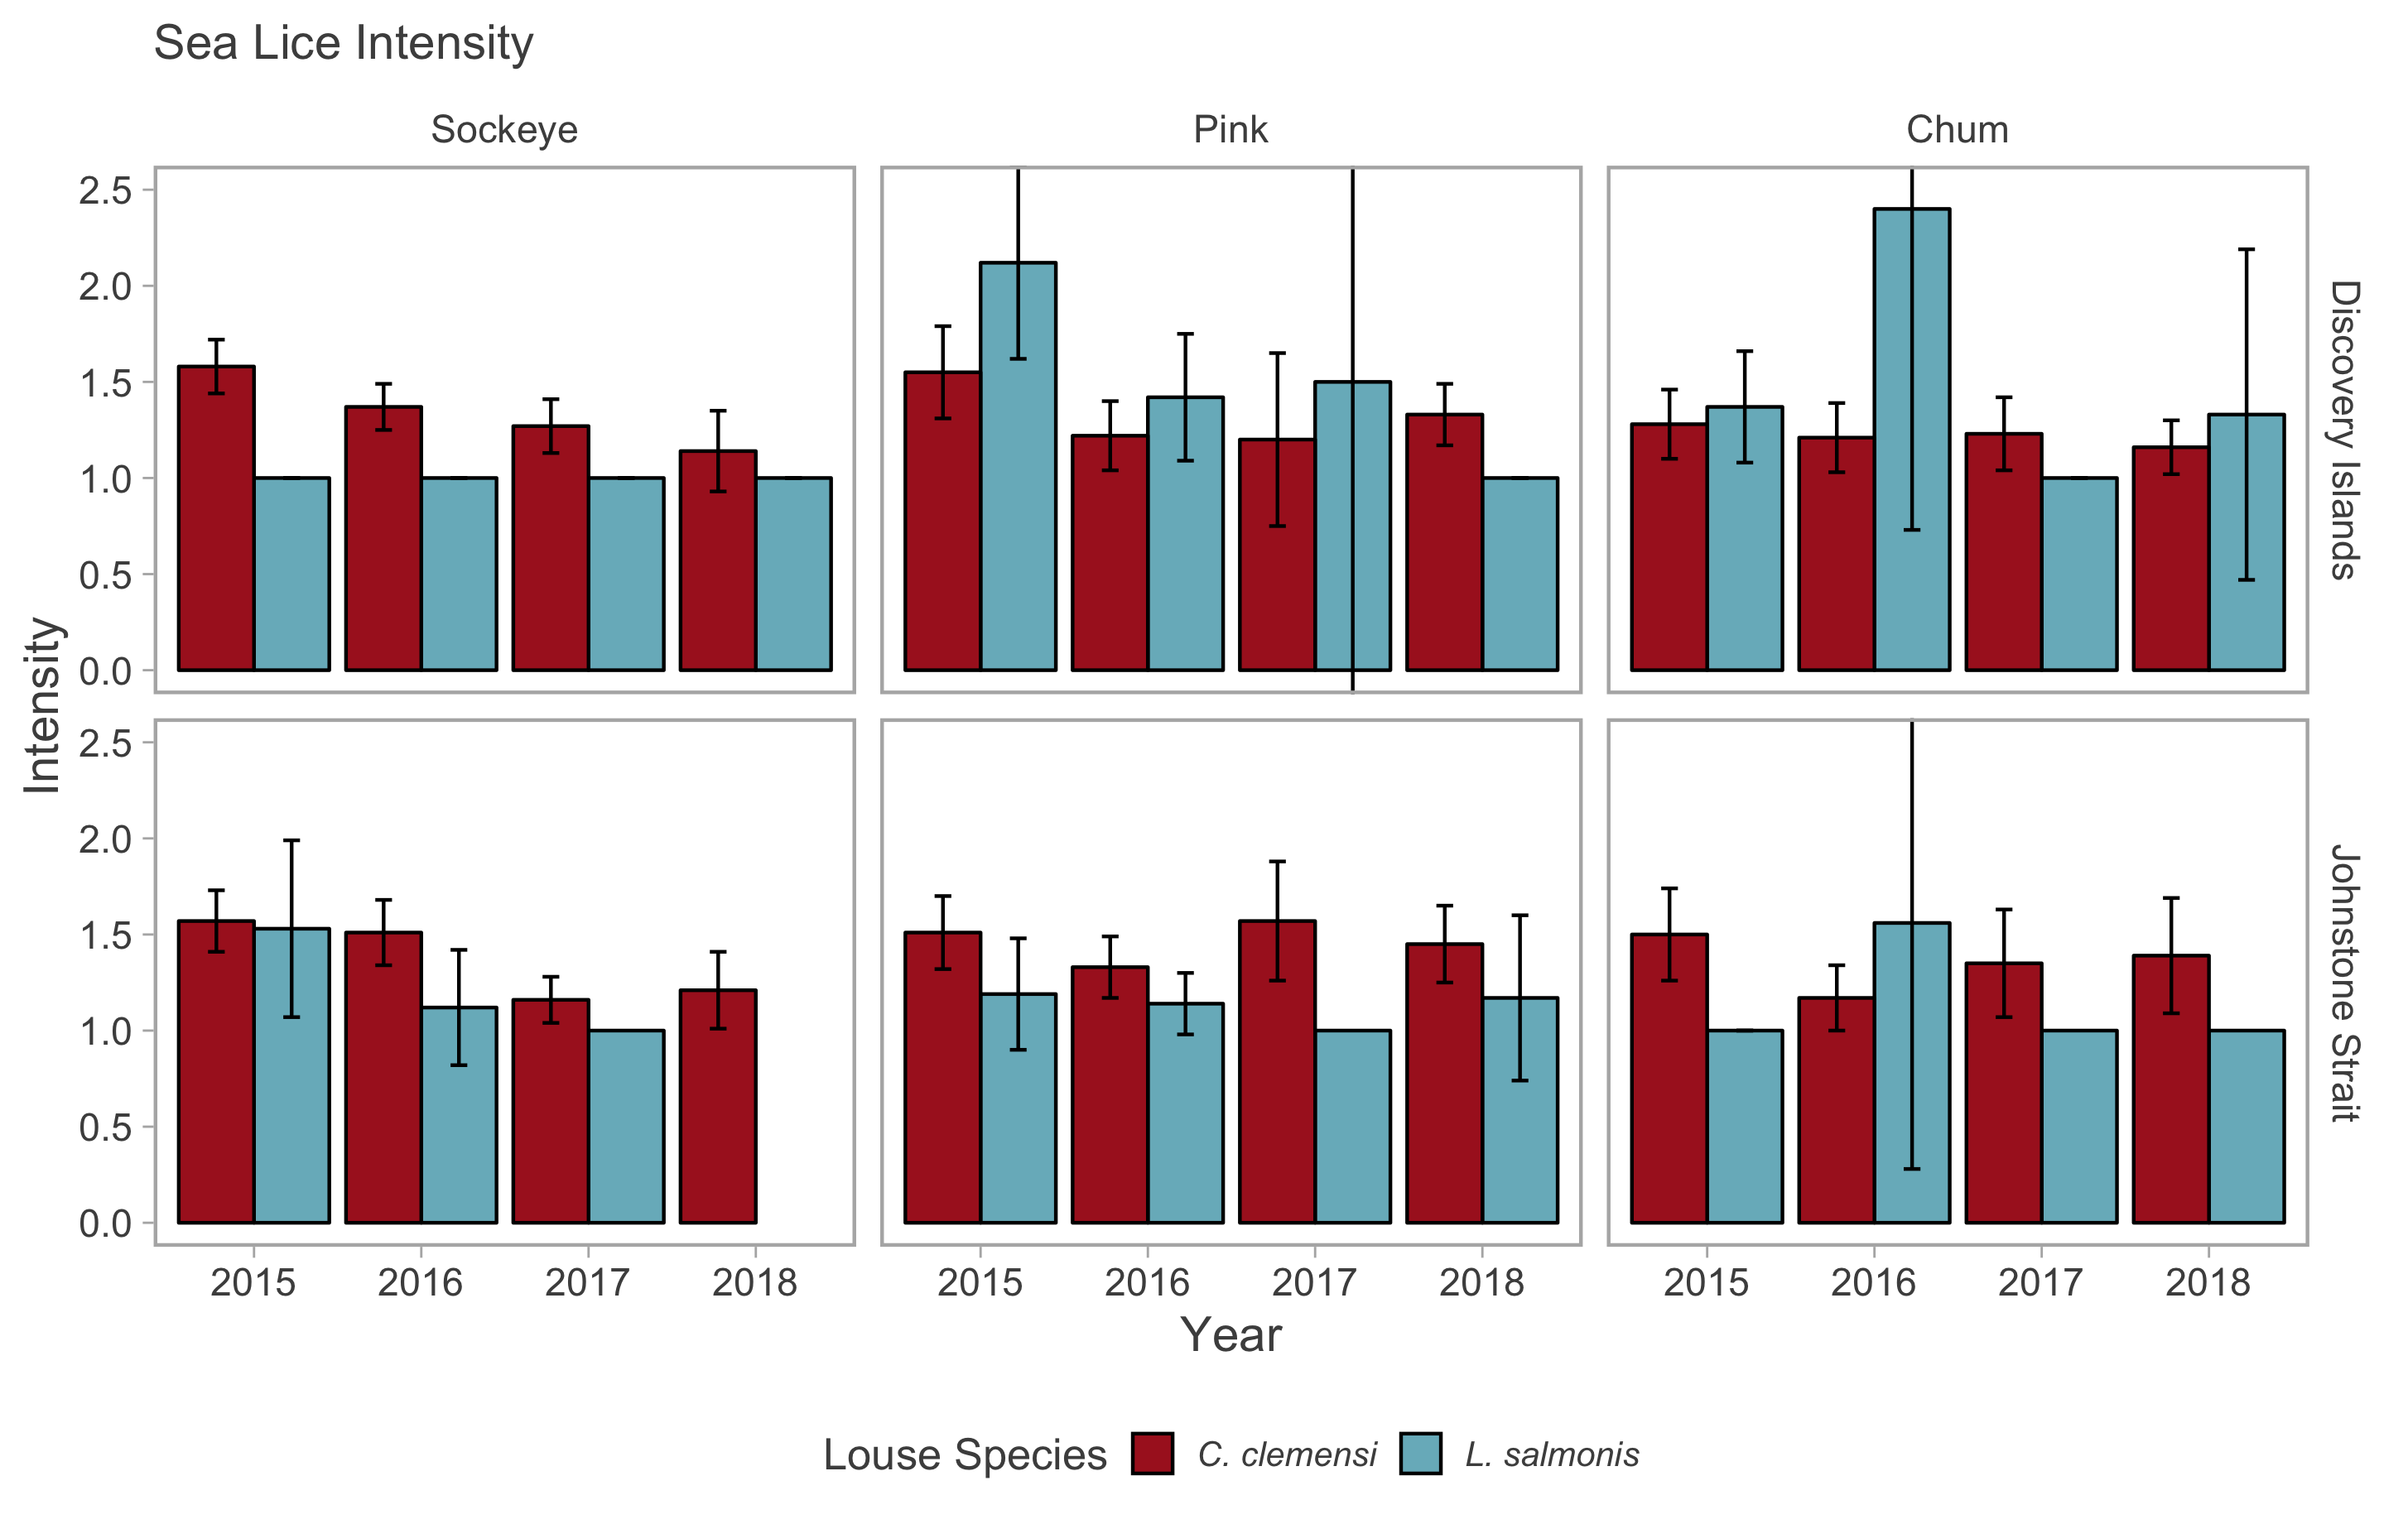 Sea Lice Intensity
Sockeye Pink Chum
2.5
2.0
1.5
1.0
0.5
0.0
Discovery Islands
Intensity
2.5
2.0
1.5
1.0
0.5
0.0
Johnstone Strait
2015 2016 2017 2018 2015 2016 2017 2018 2015 2016 2017 2018
Year
Louse Species C. clemensi L. salmonis